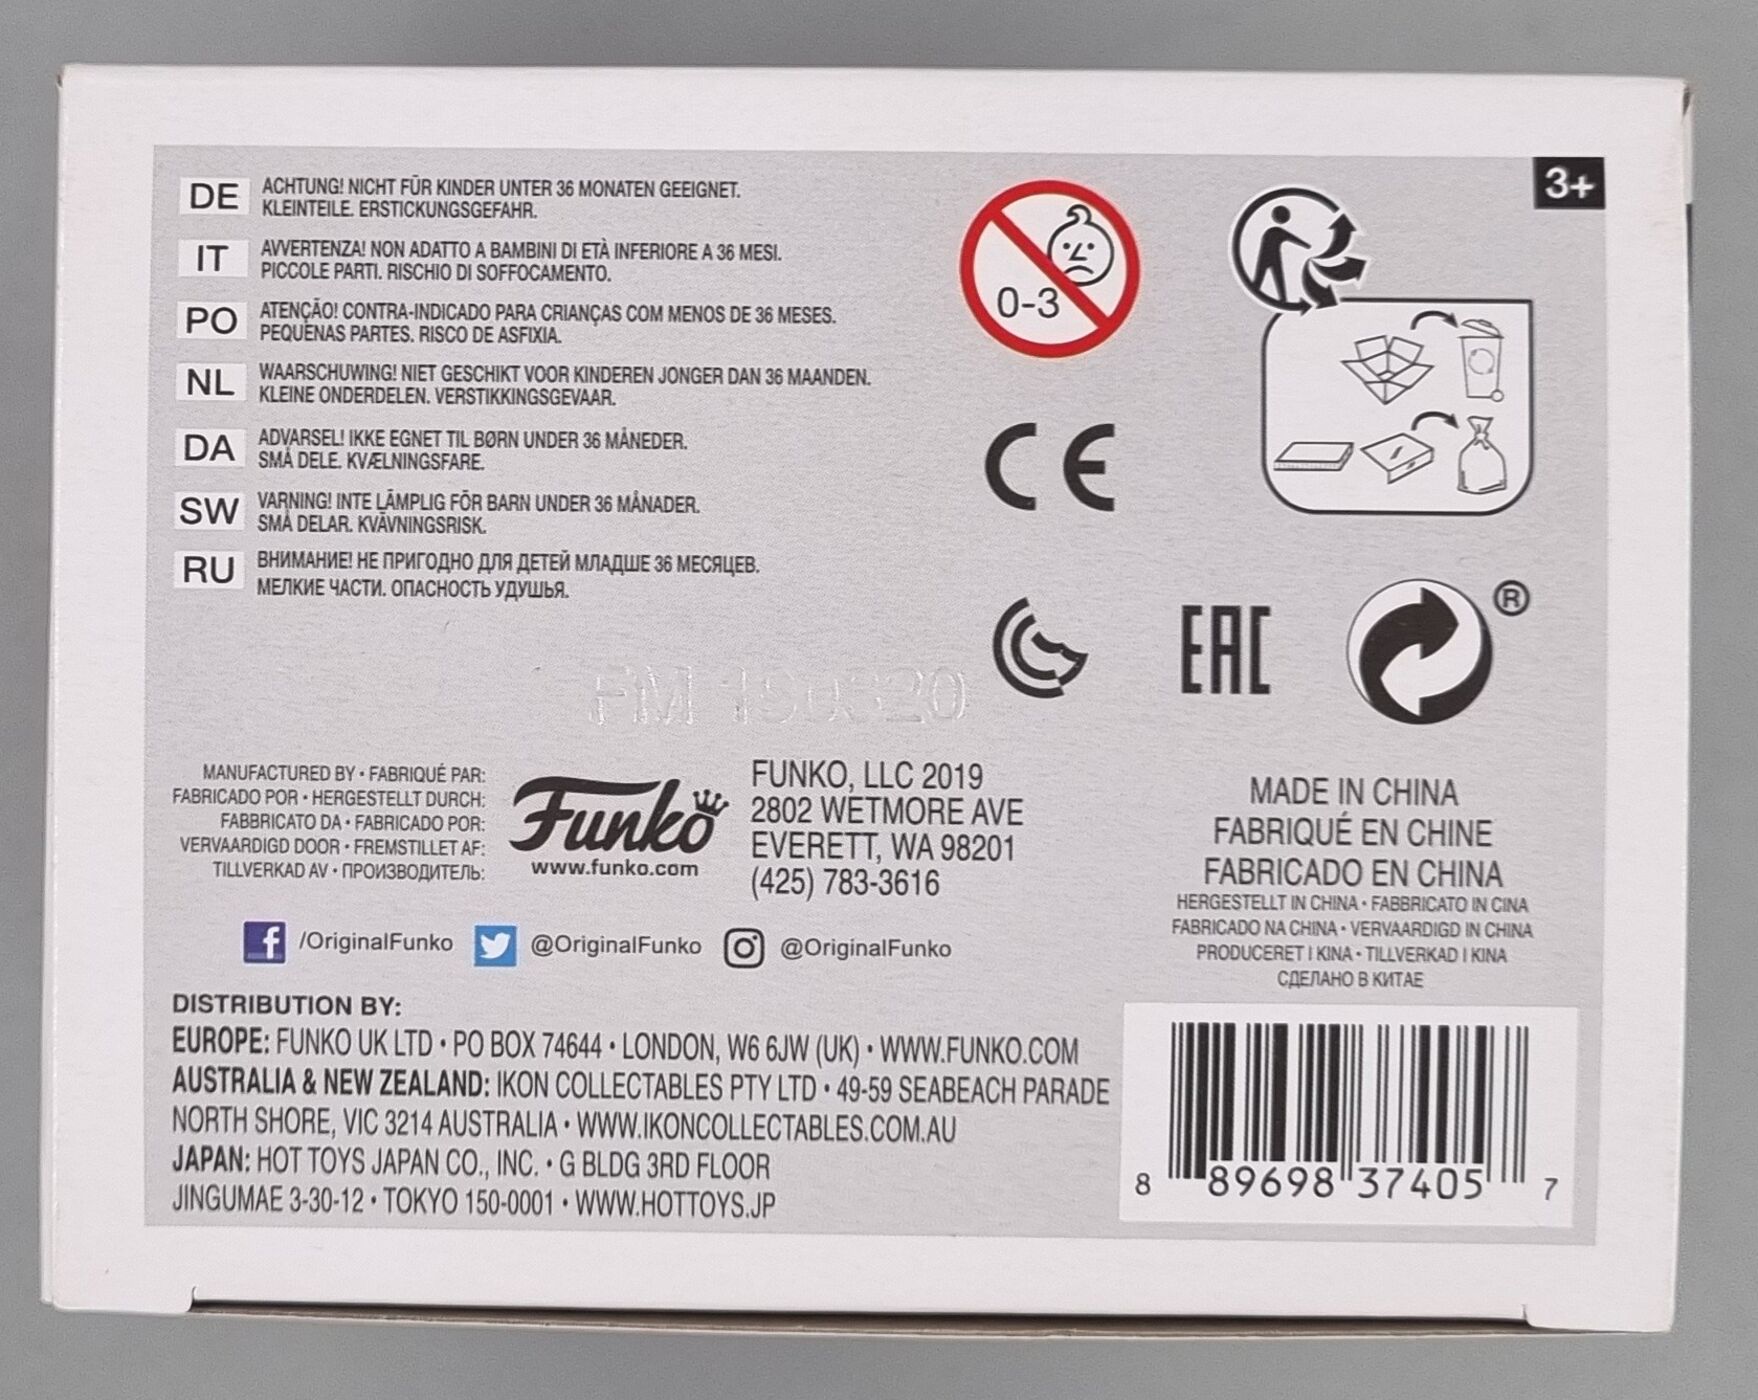 DE
ACHTUNG! NICHT FÜR KINDER UNTER 36 MONATEN GEEIGNET.
KLEINTEILE. ERSTICKUNGSGEFAHR.
IT
AVVERTENZA! NON ADATTO A BAMBINI DI ETÀ INFERIORE A 36 MESI.
PICCOLE PARTI. RISCHIO DI SOFFOCAMENTO.
PO
ATENÇÃO! CONTRA-INDICADO PARA CRIANÇAS COM MENOS DE 36 MESES.
PEQUENAS PARTES. RISCO DE ASFIXIA.
NL
WAARSCHUWING! NIET GESCHIKT VOOR KINDEREN JONGER DAN 36 MAANDEN.
KLEINE ONDERDELEN. VERSTIKKINGSGEVAAR.
DA
ADVARSEL! IKKE EGNET TIL BØRN UNDER 36 MÅNEDER.
SMÅ DELE. KVÆLNINGSFARE.
SW
VARNING! INTE LÄMPLIG FÖR BARN UNDER 36 MÅNADER.
SMÅ DELAR. KVÄVNINGSRISK.
RU
ВНИМАНИЕ! НЕ ПРИГОДНО ДЛЯ ДЕТЕЙ МЛАДШЕ 36 МЕСЯЦЕВ.
МЕЛКИЕ ЧАСТИ. ОПАСНОСТЬ УДУШЬЯ.
0-3
3+
CE
EAC
®
FM
MANUFACTURED BY • FABRIQUÉ PAR:
FABRICADO POR • HERGESTELLT DURCH:
FABBRICATO DA • FABRICADO POR:
VERVAARDIGD DOOR • FREMSTILLET AF:
TILLVERKAD AV • ПРОИЗВОДИТЕЛЬ:
Funko
www.funko.com
FUNKO, LLC 2019
2802 WETMORE AVE
EVERETT, WA 98201
(425) 783-3616
MADE IN CHINA
FABRIQUÉ EN CHINE
FABRICADO EN CHINA
HERGESTELLT IN CHINA • FABBRICATO IN CINA
FABRICADO NA CHINA • VERVAARDIGD IN CHINA
PRODUCERET I KINA • TILLVERKAD I KINA
СДЕЛАНО В КИТАЕ
f /OriginalFunko @OriginalFunko @OriginalFunko
DISTRIBUTION BY:
EUROPE: FUNKO UK LTD • PO BOX 74644 • LONDON, W6 6JW (UK) • WWW.FUNKO.COM
AUSTRALIA & NEW ZEALAND: IKON COLLECTABLES PTY LTD • 49-59 SEABEACH PARADE
NORTH SHORE, VIC 3214 AUSTRALIA • WWW.IKONCOLLECTABLES.COM.AU
JAPAN: HOT TOYS JAPAN CO., INC. • G BLDG 3RD FLOOR
JINGUMAE 3-30-12 • TOKYO 150-0001 • WWW.HOTTOYS.JP
8 89698 37405 7